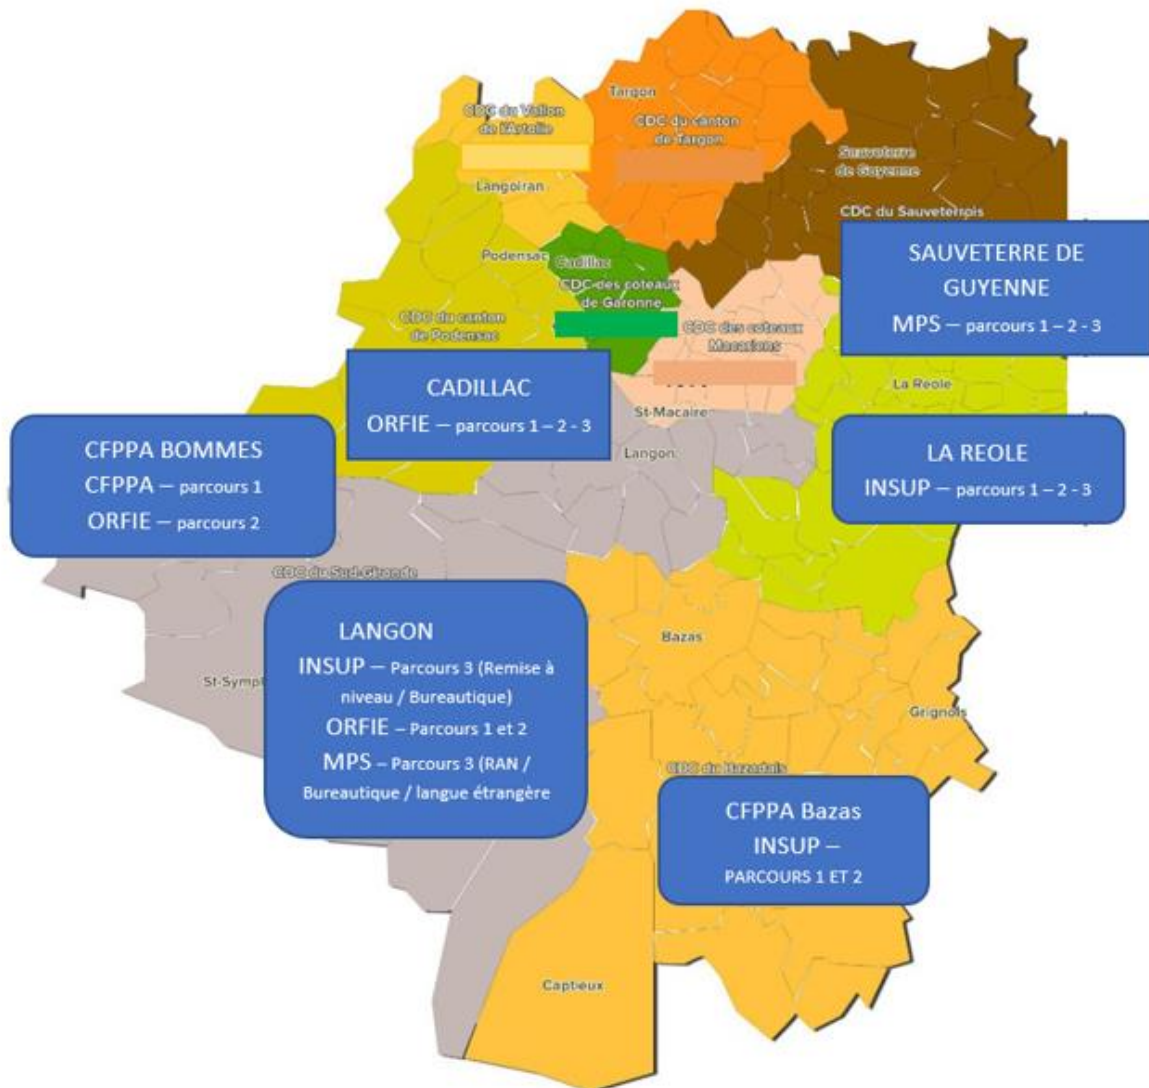 Targon
CDC du Vallon
de l'Artolie
CDC du canton
de Targon
Sauveterre
de Guyenne
Langoiran
CDC du Sauveterrois
Podensac
Cadillac
CDC des coteaux
de Garonne
CDC du canton
de Podensac
CDC des coteaux
Macariens
SAUVETERRE DE
GUYENNE
MPS – parcours 1 – 2 - 3
La Reole
CADILLAC
ORFIE – parcours 1 – 2 - 3
St-Macaire
Langon
CFPPA BOMMES
CFPPA – parcours 1
ORFIE – parcours 2
LA REOLE
INSUP – parcours 1 – 2 - 3
CDC du Sud-Gironde
LANGON
INSUP – Parcours 3 (Remise à
niveau / Bureautique)
ORFIE – Parcours 1 et 2
MPS – Parcours 3 (RAN /
Bureautique / langue étrangère
Bazas
St-Symph
Grignols
CDC du Bazadais
CFPPA Bazas
INSUP –
PARCOURS 1 ET 2
Captieux